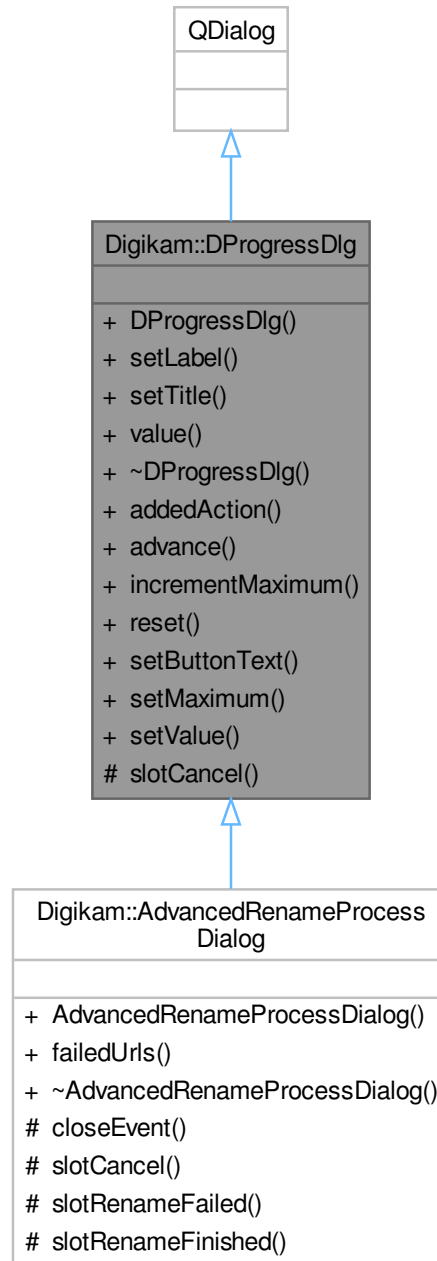 QDialog
Digikam::DProgressDlg
+ DProgressDlg()
+ setLabel()
+ setTitle()
+ value()
+ ~DProgressDlg()
+ addedAction()
+ advance()
+ incrementMaximum()
+ reset()
+ setButtonText()
+ setMaximum()
+ setValue()
# slotCancel()
Digikam::AdvancedRenameProcess
Dialog
+ AdvancedRenameProcessDialog()
+ failedUrls()
+ ~AdvancedRenameProcessDialog()
# closeEvent()
# slotCancel()
# slotRenameFailed()
# slotRenameFinished()